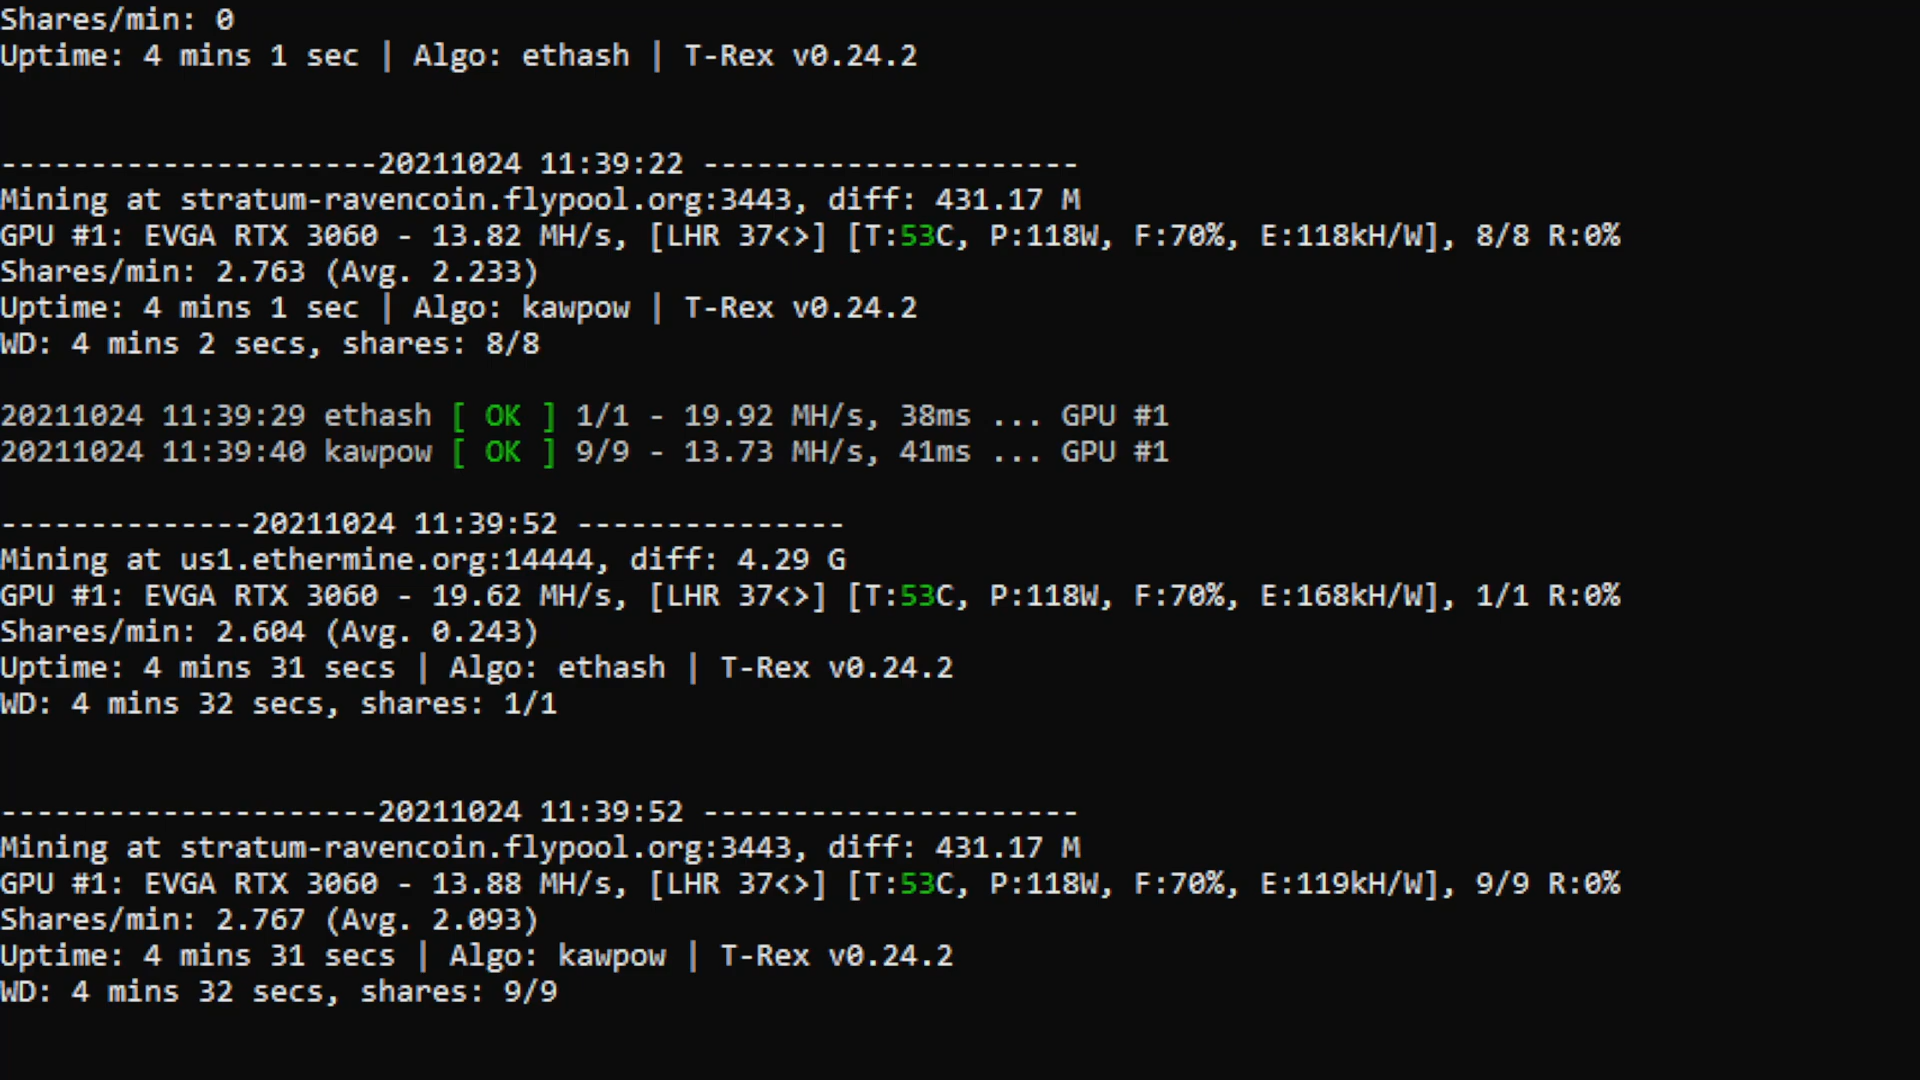 Shares/min: 0
Uptime: 4 mins 1 sec | Algo: ethash | T-Rex v0.24.2
---------------------20211024 11:39:22 ---------------------
Mining at stratum-ravencoin.flypool.org:3443, diff: 431.17 M
GPU #1: EVGA RTX 3060 - 13.82 MH/s, [LHR 37<>] [T:53C, P:118W, F:70%, E:118kH/W], 8/8 R:0%
Shares/min: 2.763 (Avg. 2.233)
Uptime: 4 mins 1 sec | Algo: kawpow | T-Rex v0.24.2
WD: 4 mins 2 secs, shares: 8/8
20211024 11:39:29 ethash [ OK ] 1/1 - 19.92 MH/s, 38ms ... GPU #1
20211024 11:39:40 kawpow [ OK ] 9/9 - 13.73 MH/s, 41ms ... GPU #1
--------------20211024 11:39:52 ---------------
Mining at us1.ethermine.org:14444, diff: 4.29 G
GPU #1: EVGA RTX 3060 - 19.62 MH/s, [LHR 37<>] [T:53C, P:118W, F:70%, E:168kH/W], 1/1 R:0%
Shares/min: 2.604 (Avg. 0.243)
Uptime: 4 mins 31 secs | Algo: ethash | T-Rex v0.24.2
WD: 4 mins 32 secs, shares: 1/1
---------------------20211024 11:39:52 ---------------------
Mining at stratum-ravencoin.flypool.org:3443, diff: 431.17 M
GPU #1: EVGA RTX 3060 - 13.88 MH/s, [LHR 37<>] [T:53C, P:118W, F:70%, E:119kH/W], 9/9 R:0%
Shares/min: 2.767 (Avg. 2.093)
Uptime: 4 mins 31 secs | Algo: kawpow | T-Rex v0.24.2
WD: 4 mins 32 secs, shares: 9/9